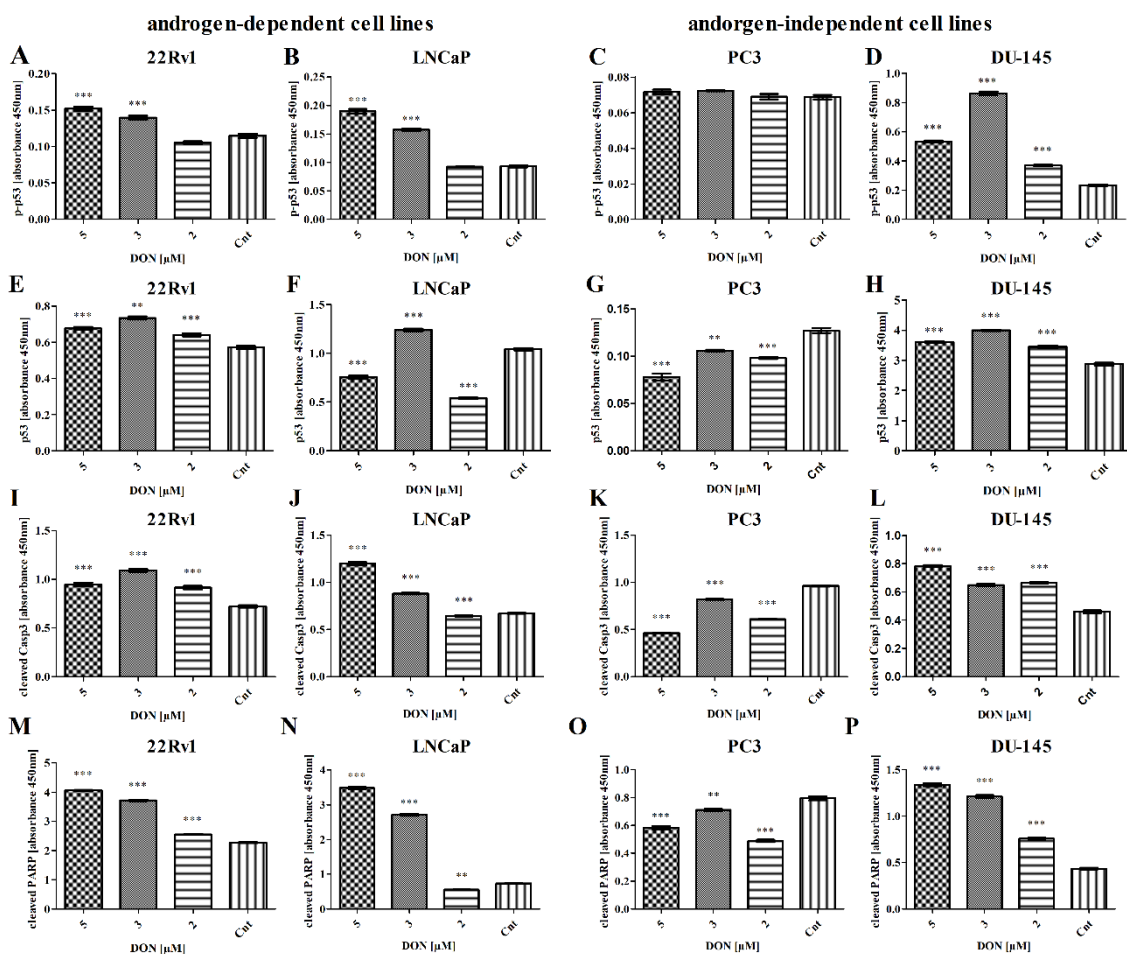 androgen-dependent cell lines
andorgen-independent cell lines
A
22Rv1
p-p53 [absorbance 450nm]
0.20
0.15
0.10
0.05
0.00
***
***
5
3
2
Cnt
DON [µM]
B
LNCaP
p-p53 [absorbance 450nm]
0.25
0.20
0.15
0.10
0.05
0.00
***
***
5
3
2
Cnt
DON [µM]
C
PC3
p-p53 [absorbance 450nm]
0.08
0.06
0.04
0.02
0.00
5
3
2
Cnt
DON [µM]
D
DU-145
p-p53 [absorbance 450nm]
1.0
0.8
0.6
0.4
0.2
0.0
***
***
***
5
3
2
Cnt
DON [µM]
E
22Rv1
p53 [absorbance 450nm]
0.8
0.6
0.4
0.2
0.0
***
**
***
5
3
2
Cnt
DON [µM]
F
LNCaP
p53 [absorbance 450nm]
1.5
1.0
0.5
0.0
***
***
***
5
3
2
Cnt
DON [µM]
G
PC3
p53 [absorbance 450nm]
0.15
0.10
0.05
0.00
***
**
***
5
3
2
Cnt
DON [µM]
H
DU-145
p53 [absorbance 450nm]
5
4
3
2
1
0
***
***
***
5
3
2
Cnt
DON [µM]
I
22Rv1
cleaved Casp3 [absorbance 450nm]
1.5
1.0
0.5
0.0
***
***
***
5
3
2
Cnt
DON [µM]
J
LNCaP
cleaved Casp3 [absorbance 450nm]
1.5
1.0
0.5
0.0
***
***
***
5
3
2
Cnt
DON [µM]
K
PC3
cleaved Casp3 [absorbance 450nm]
1.5
1.0
0.5
0.0
***
***
***
5
3
2
Cnt
DON [µM]
L
DU-145
cleaved Casp3 [absorbance 450nm]
1.0
0.8
0.6
0.4
0.2
0.0
***
***
***
5
3
2
Cnt
DON [µM]
M
22Rv1
cleaved PARP [absorbance 450nm]
5
4
3
2
1
0
***
***
***
5
3
2
Cnt
DON [µM]
N
LNCaP
cleaved PARP [absorbance 450nm]
4
3
2
1
0
***
***
**
5
3
2
Cnt
DON [µM]
O
PC3
cleaved PARP [absorbance 450nm]
1.0
0.8
0.6
0.4
0.2
0.0
***
**
***
5
3
2
Cnt
DON [µM]
P
DU-145
cleaved PARP [absorbance 450nm]
1.5
1.0
0.5
0.0
***
***
***
5
3
2
Cnt
DON [µM]